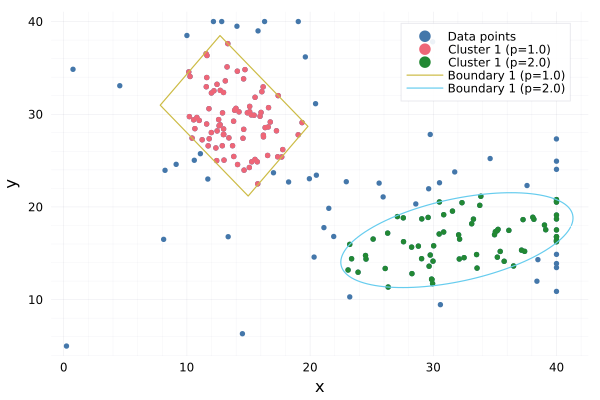 40
30
20
10
y
0
10
20
30
40
x
Data points
Cluster 1 (p=1.0)
Cluster 1 (p=2.0)
Boundary 1 (p=1.0)
Boundary 1 (p=2.0)